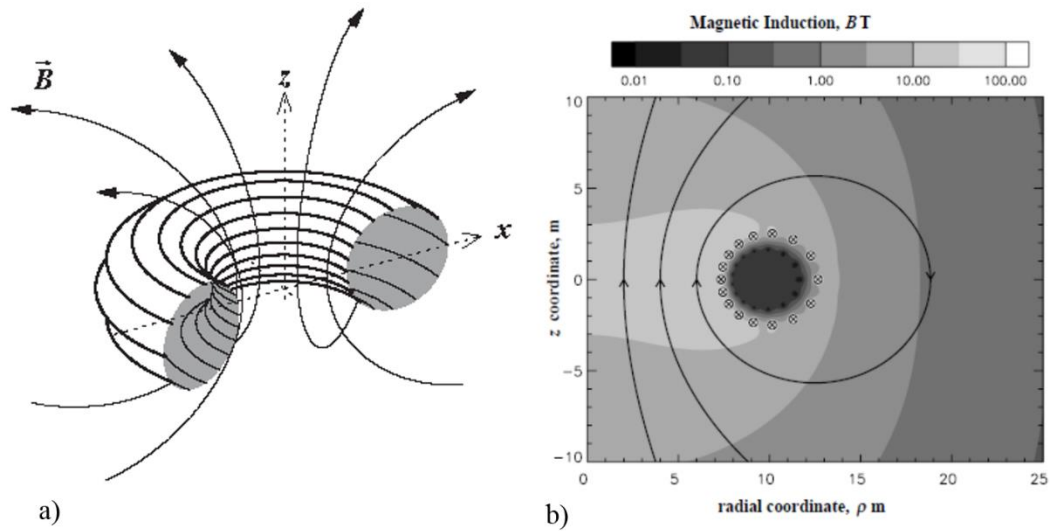 B
z
x
a)
Magnetic Induction, B T
0.01 0.10 1.00 10.00 100.00
10
5
0
-5
-10
z coordinate, m
0 5 10 15 20 25
radial coordinate, ρ m
b)